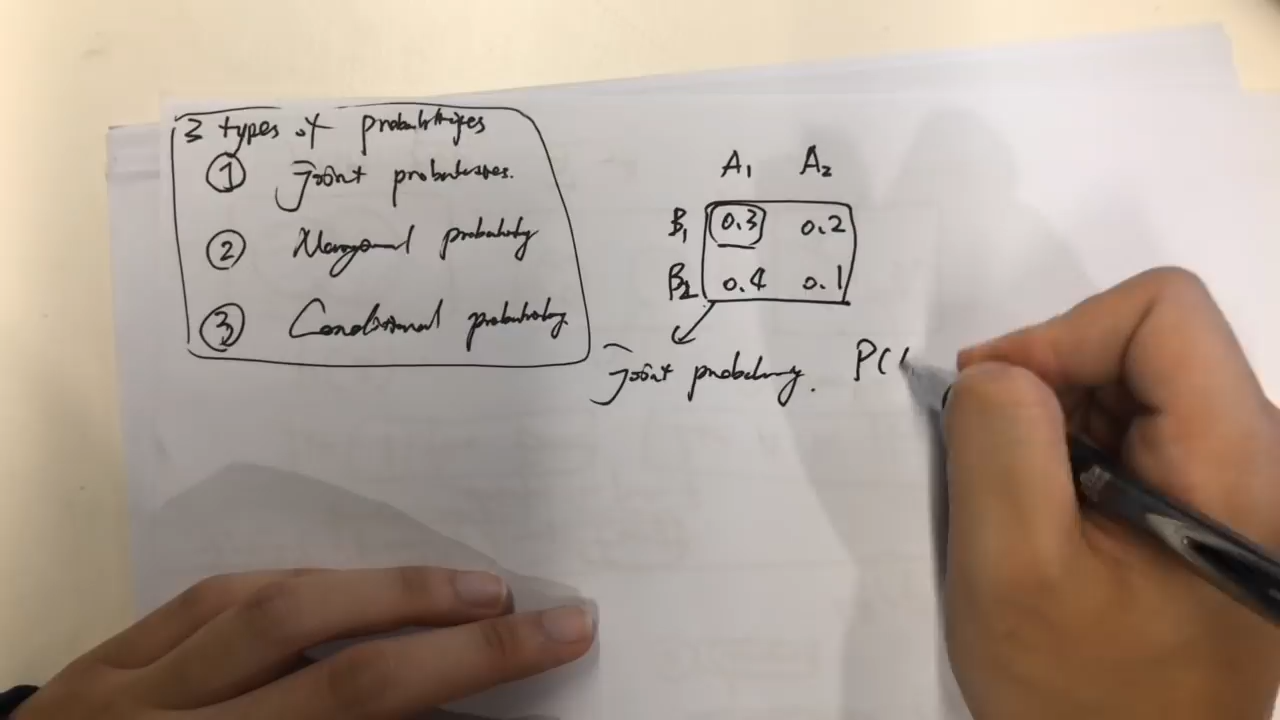 3 types of probabilities
① Joint probabilities.
② Marginal probability
③ Conditional probability
A₁ A₂
B₁ 0.3 0.2
B₂ 0.4 0.1
Joint probability. P(